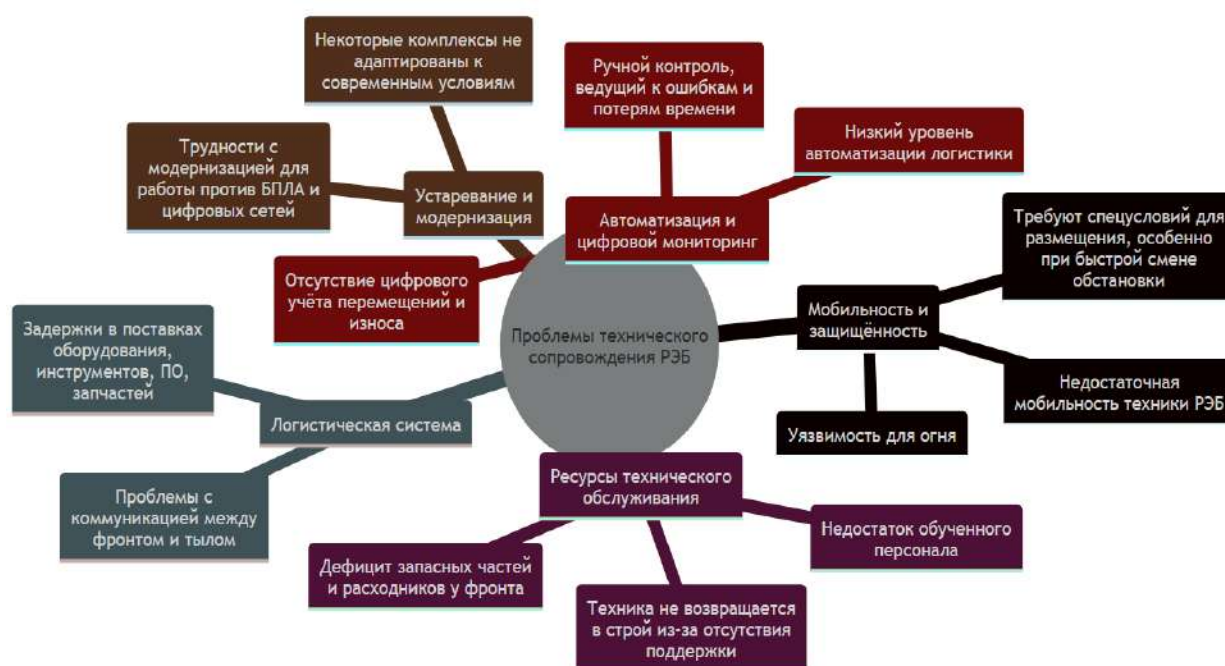 Некоторые комплексы не
адаптированы к
современным условиям
Ручной контроль,
ведущий к ошибкам и
потерям времени
Низкий уровень
автоматизации логистики
Трудности с
модернизацией для
работы против БПЛА и
цифровых сетей
Устаревание и
модернизация
Автоматизация и
цифровой мониторинг
Требуют спецусловий для
размещения, особенно
при быстрой смене
обстановки
Отсутствие цифрового
учёта перемещений и
износа
Мобильность и
защищённость
Проблемы технического
сопровождения РЭБ
Задержки в поставках
оборудования,
инструментов, ПО,
запчастей
Недостаточная
мобильность техники РЭБ
Логистическая система
Уязвимость для огня
Проблемы с
коммуникацией между
фронтом и тылом
Ресурсы технического
обслуживания
Недостаток обученного
персонала
Дефицит запасных частей
и расходников у фронта
Техника не возвращается
в строй из-за отсутствия
поддержки